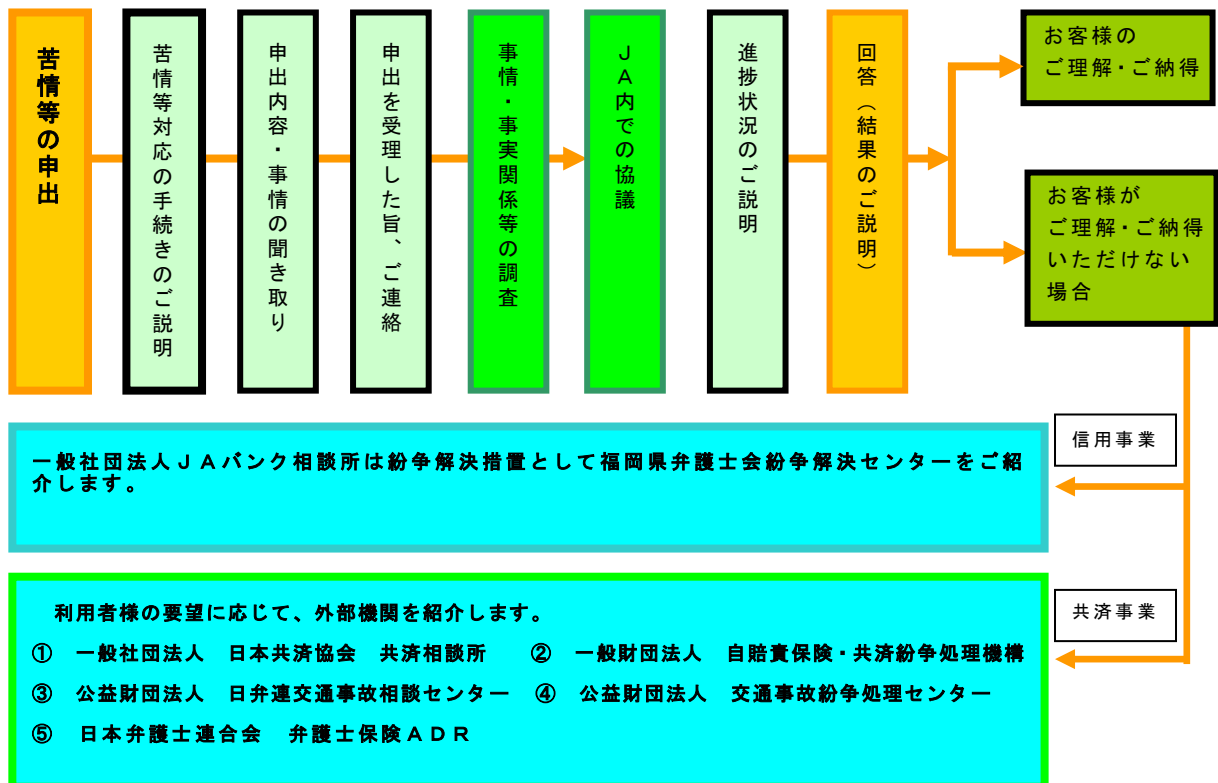 苦情等の申出
苦情等対応の手続きのご説明
申出内容・事情の聞き取り
申出を受理した旨、ご連絡
事情・事実関係等の調査
ＪＡ内での協議
進捗状況のご説明
回答（結果のご説明）
お客様の
ご理解・ご納得
お客様が
ご理解・ご納得
いただけない
場合
信用事業
一般社団法人ＪＡバンク相談所は紛争解決措置として福岡県弁護士会紛争解決センターをご紹
介します。
共済事業
利用者様の要望に応じて、外部機関を紹介します。
①　一般社団法人　日本共済協会　共済相談所　②　一般財団法人　自賠責保険・共済紛争処理機構
③　公益財団法人　日弁連交通事故相談センター　④　公益財団法人　交通事故紛争処理センター
⑤　日本弁護士連合会　弁護士保険ＡＤＲ